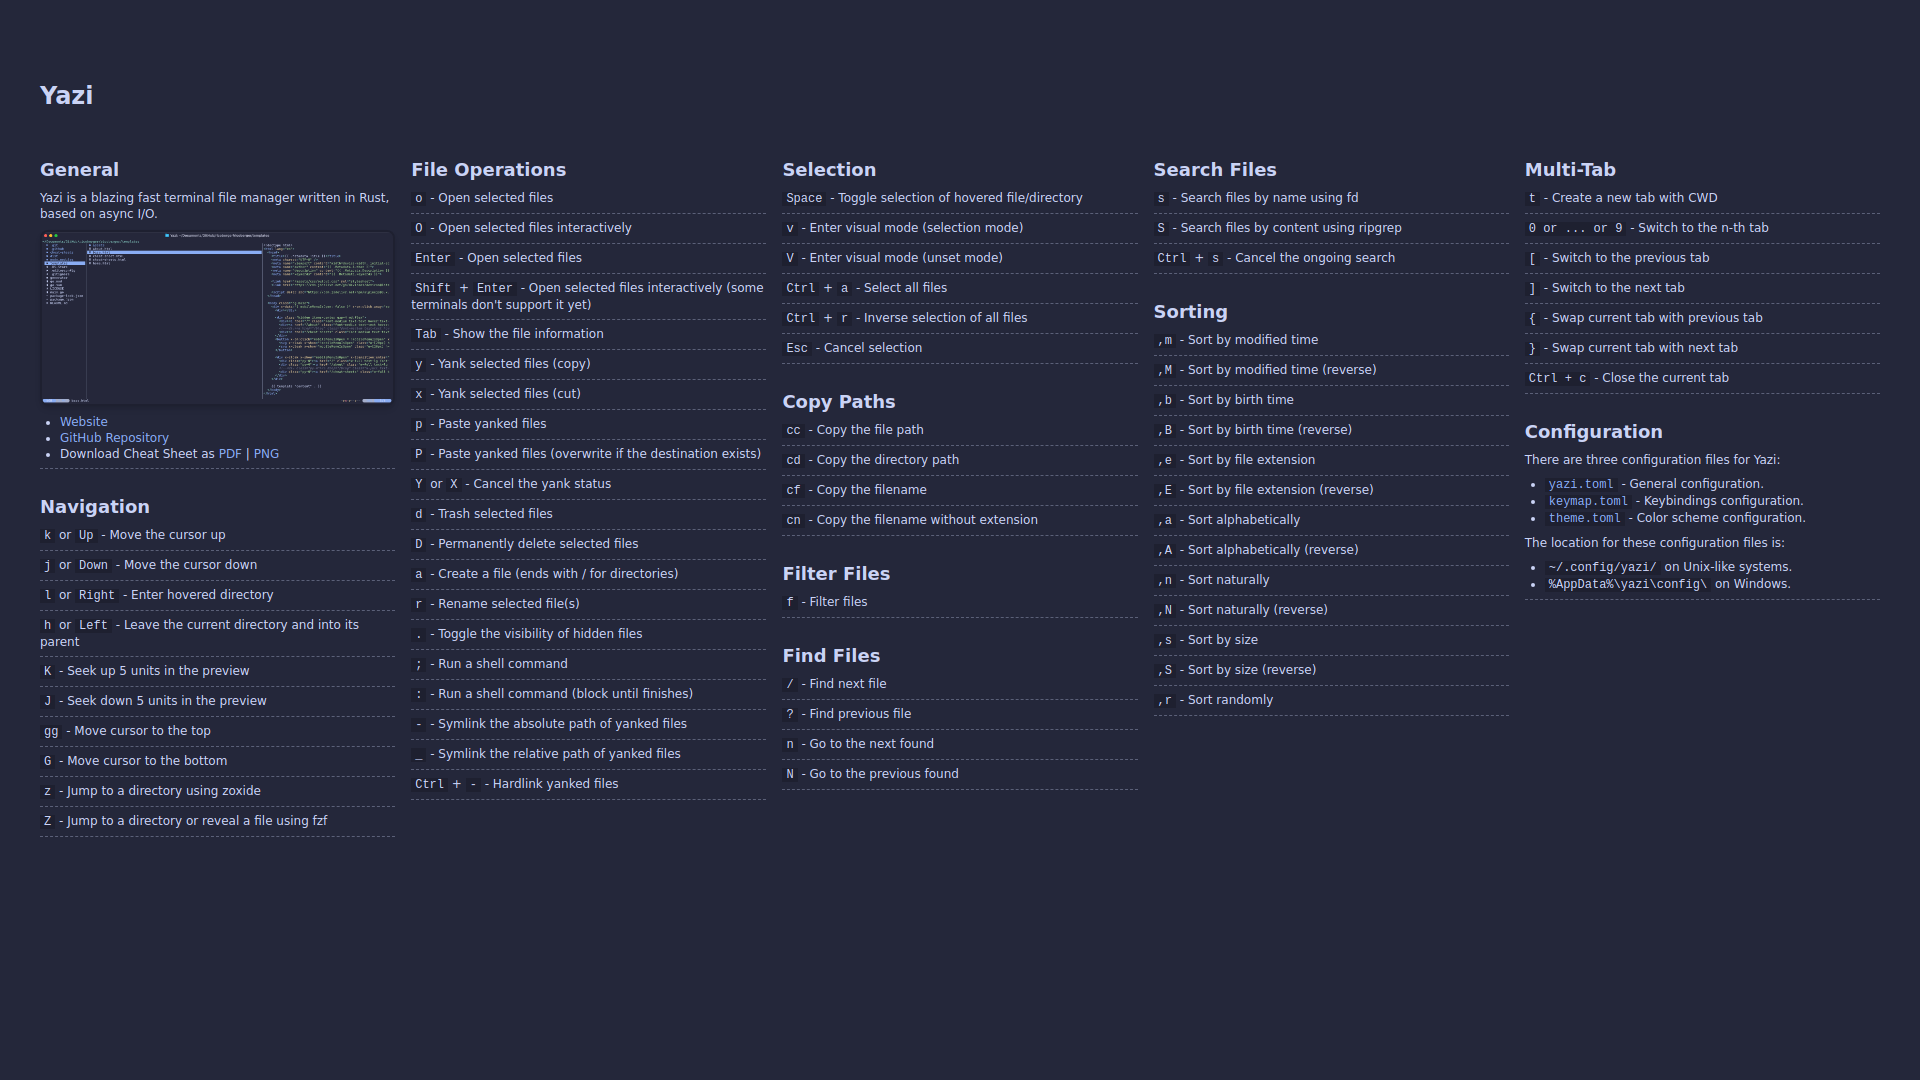 Yazi
General
Yazi is a blazing fast terminal file manager written in Rust,
based on async I/O.
Website
GitHub Repository
Download Cheat Sheet as PDF | PNG
Navigation
k or Up - Move the cursor up
j or Down - Move the cursor down
l or Right - Enter hovered directory
h or Left - Leave the current directory and into its
parent
K - Seek up 5 units in the preview
J - Seek down 5 units in the preview
gg - Move cursor to the top
G - Move cursor to the bottom
z - Jump to a directory using zoxide
Z - Jump to a directory or reveal a file using fzf
File Operations
o - Open selected files
O - Open selected files interactively
Enter - Open selected files
Shift + Enter - Open selected files interactively (some
terminals don't support it yet)
Tab - Show the file information
y - Yank selected files (copy)
x - Yank selected files (cut)
p - Paste yanked files
P - Paste yanked files (overwrite if the destination exists)
Y or X - Cancel the yank status
d - Trash selected files
D - Permanently delete selected files
a - Create a file (ends with / for directories)
r - Rename selected file(s)
. - Toggle the visibility of hidden files
; - Run a shell command
: - Run a shell command (block until finishes)
- - Symlink the absolute path of yanked files
_ - Symlink the relative path of yanked files
Ctrl + - - Hardlink yanked files
Selection
Space - Toggle selection of hovered file/directory
v - Enter visual mode (selection mode)
V - Enter visual mode (unset mode)
Ctrl + a - Select all files
Ctrl + r - Inverse selection of all files
Esc - Cancel selection
Copy Paths
cc - Copy the file path
cd - Copy the directory path
cf - Copy the filename
cn - Copy the filename without extension
Filter Files
f - Filter files
Find Files
/ - Find next file
? - Find previous file
n - Go to the next found
N - Go to the previous found
Search Files
s - Search files by name using fd
S - Search files by content using ripgrep
Ctrl + s - Cancel the ongoing search
Sorting
,m - Sort by modified time
,M - Sort by modified time (reverse)
,b - Sort by birth time
,B - Sort by birth time (reverse)
,e - Sort by file extension
,E - Sort by file extension (reverse)
,a - Sort alphabetically
,A - Sort alphabetically (reverse)
,n - Sort naturally
,N - Sort naturally (reverse)
,s - Sort by size
,S - Sort by size (reverse)
,r - Sort randomly
Multi-Tab
t - Create a new tab with CWD
0 or ... or 9 - Switch to the n-th tab
[ - Switch to the previous tab
] - Switch to the next tab
{ - Swap current tab with previous tab
} - Swap current tab with next tab
Ctrl + c - Close the current tab
Configuration
There are three configuration files for Yazi:
yazi.toml - General configuration.
keymap.toml - Keybindings configuration.
theme.toml - Color scheme configuration.
The location for these configuration files is:
~/.config/yazi/ on Unix-like systems.
%AppData%\yazi\config\ on Windows.